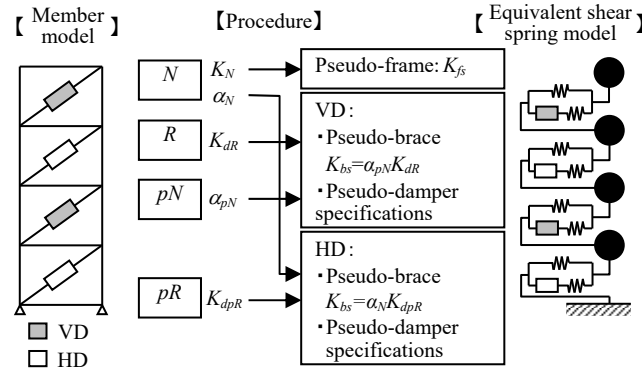 【 Member model 】
【Procedure】
【 Equivalent shear spring model 】
N
K_N
α_N
R
K_dR
pN
α_pN
pR
K_dpR
Pseudo-frame: K_fs
VD:
・Pseudo-brace
K_bs=α_pN K_dR
・Pseudo-damper
specifications
HD:
・Pseudo-brace
K_bs=α_N K_dpR
・Pseudo-damper
specifications
VD
HD